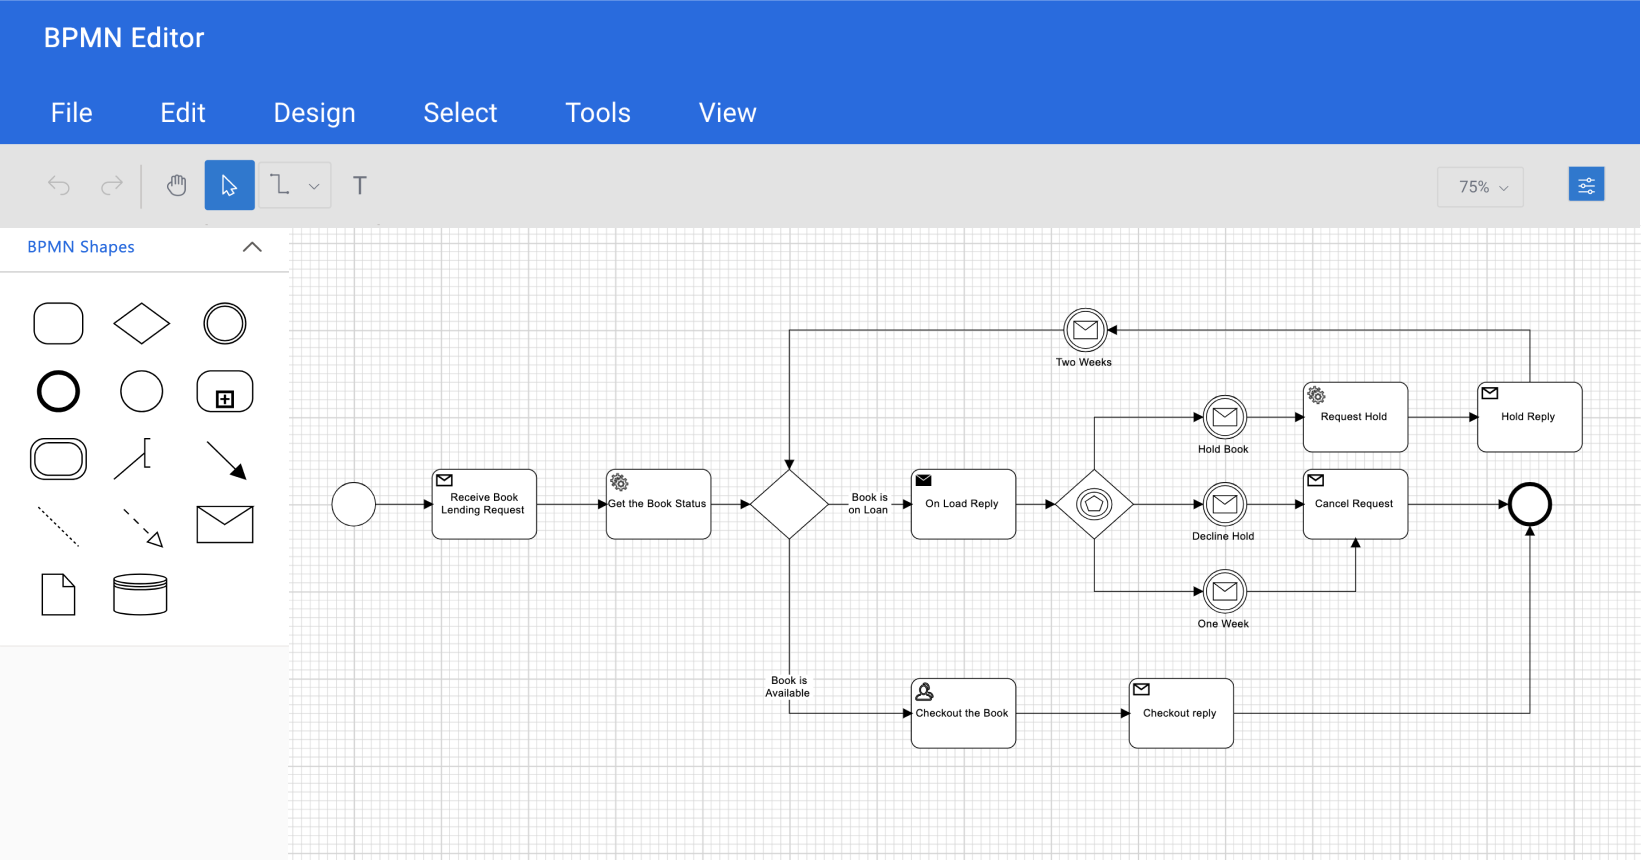 BPMN Editor
File Edit Design Select Tools View
T
75%
BPMN Shapes
Two Weeks
Request Hold
Hold Reply
Hold Book
Receive Book
Lending Request
Get the Book Status
Book is
on Loan
On Load Reply
Cancel Request
Decline Hold
One Week
Book is
Available
Checkout the Book
Checkout reply